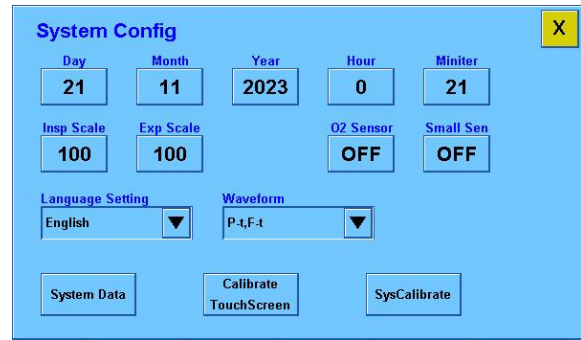 System Config
X
Day Month Year Hour Miniter
21 11 2023 0 21
Insp Scale Exp Scale O2 Sensor Small Sen
100 100 OFF OFF
Language Setting Waveform
English P-t,F-t
System Data
Calibrate
TouchScreen
SysCalibrate